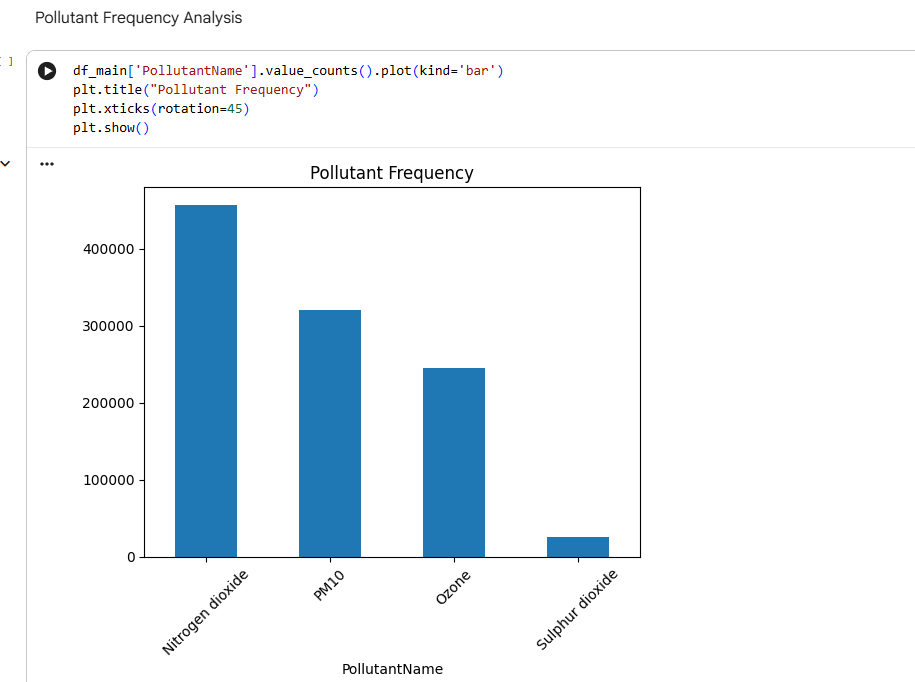 Pollutant Frequency Analysis
[ ]
df_main['PollutantName'].value_counts().plot(kind='bar')
plt.title("Pollutant Frequency")
plt.xticks(rotation=45)
plt.show()
Pollutant Frequency
400000
300000
200000
100000
0
Nitrogen dioxide
PM10
Ozone
Sulphur dioxide
PollutantName